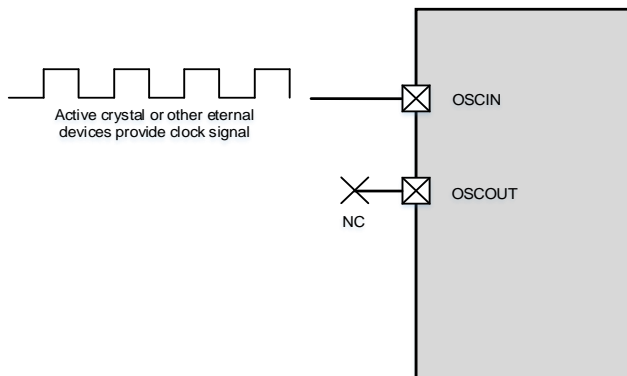 OSCIN
Active crystal or other eternal
devices provide clock signal
OSCOUT
NC